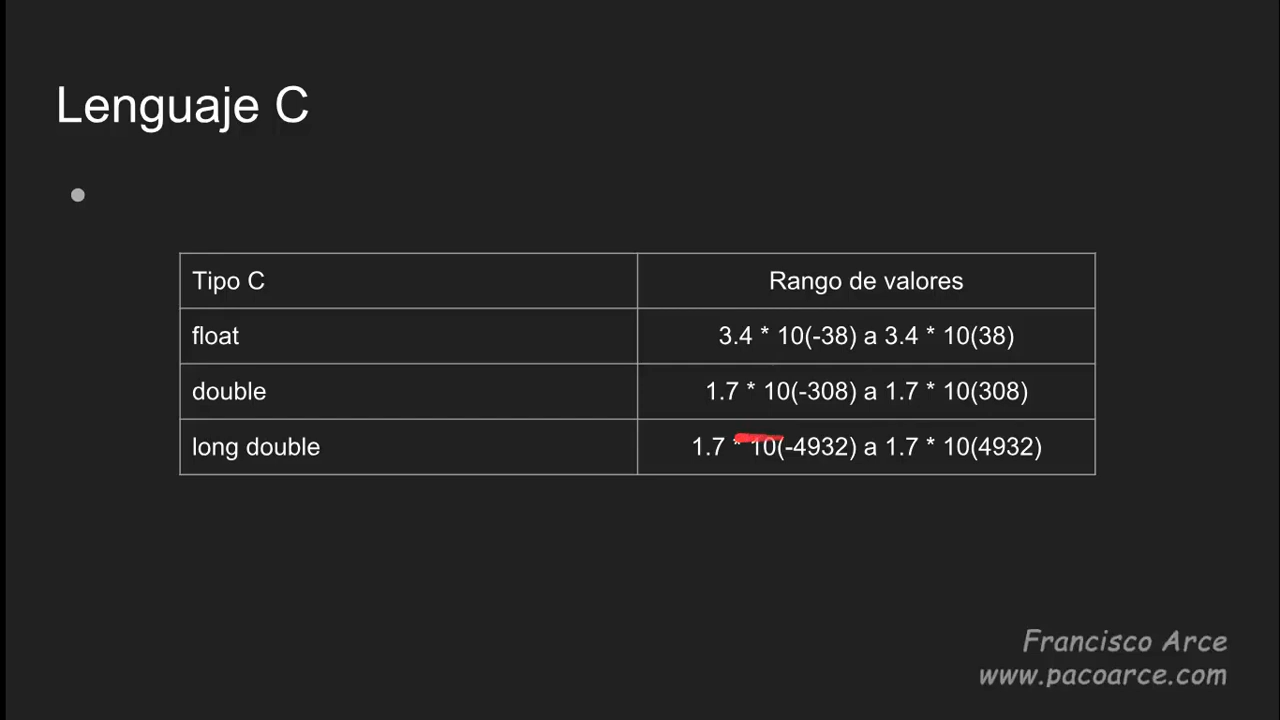 Lenguaje C
Tipo C Rango de valores
float 3.4 * 10(-38) a 3.4 * 10(38)
double 1.7 * 10(-308) a 1.7 * 10(308)
long double 1.7 * 10(-4932) a 1.7 * 10(4932)
Francisco Arce
www.pacoarce.com